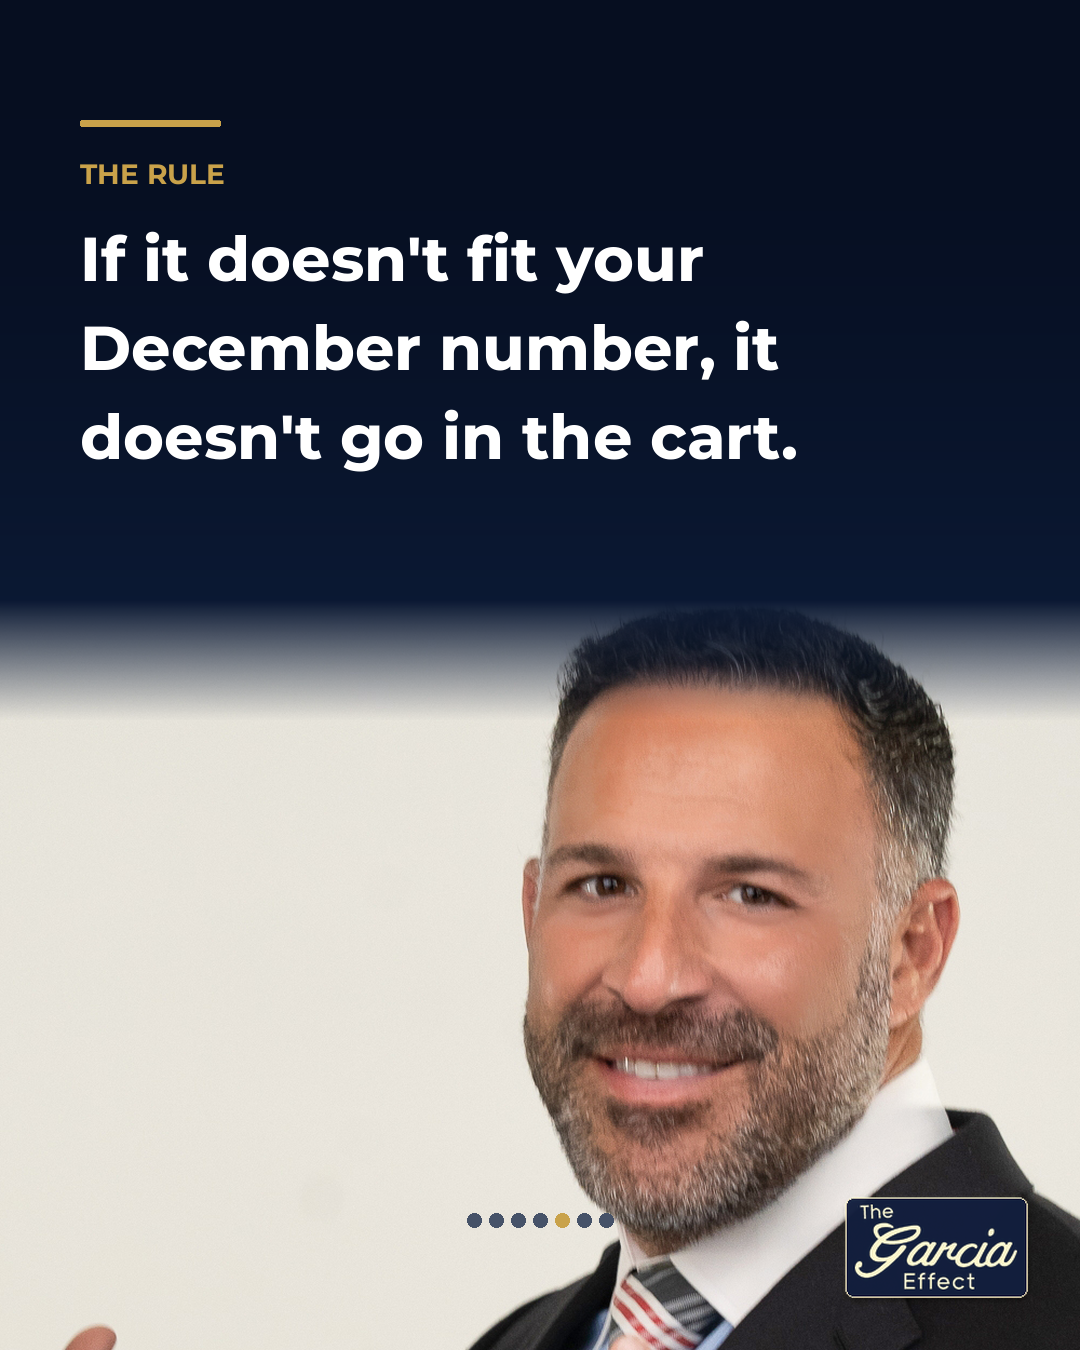 THE RULE
If it doesn't fit your
December number, it
doesn't go in the cart.
The
Garcia
Effect